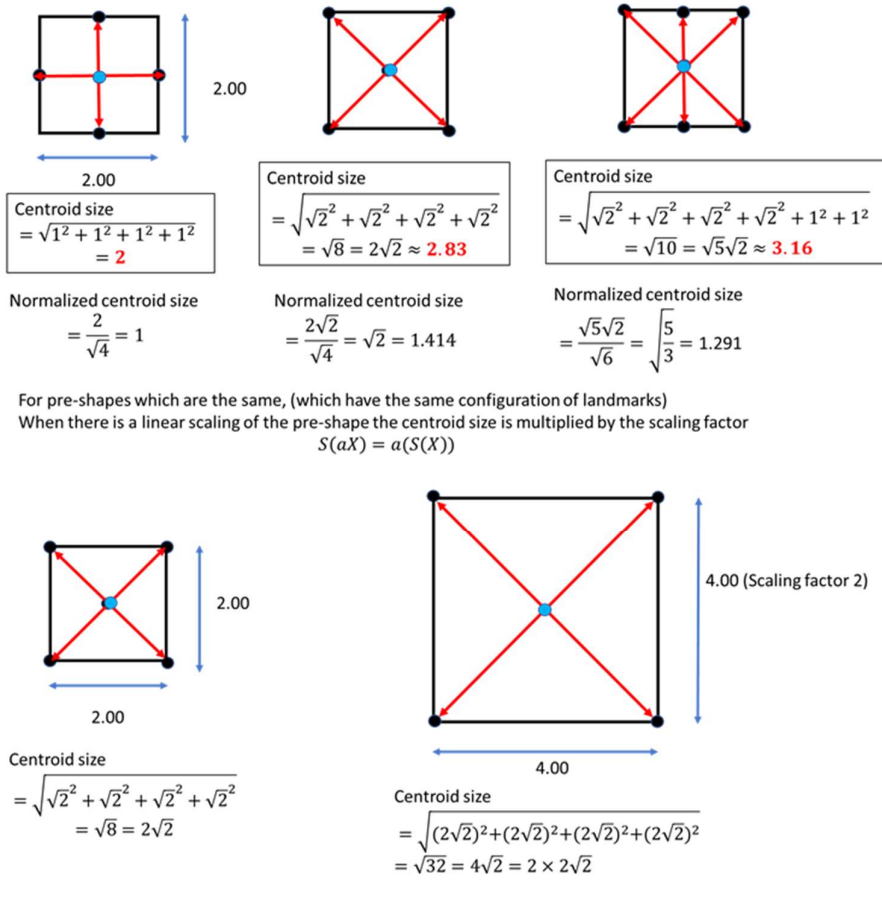 2.00
2.00
Centroid size
= √(1² + 1² + 1² + 1²)
= 2
Normalized centroid size
= 2/√4 = 1
Centroid size
= √(√2² + √2² + √2² + √2²)
= √8 = 2√2 ≈ 2.83
Normalized centroid size
= 2√2/√4 = √2 = 1.414
Centroid size
= √(√2² + √2² + √2² + √2² + 1² + 1²)
= √10 = √5√2 ≈ 3.16
Normalized centroid size
= √5√2/√6 = √(5/3) = 1.291
For pre-shapes which are the same, (which have the same configuration of landmarks)
When there is a linear scaling of the pre-shape the centroid size is multiplied by the scaling factor
S(aX) = a(S(X))
2.00
2.00
Centroid size
= √(√2² + √2² + √2² + √2²)
= √8 = 2√2
4.00 (Scaling factor 2)
4.00
Centroid size
= √((2√2)²+(2√2)²+(2√2)²+(2√2)²)
= √32 = 4√2 = 2 × 2√2